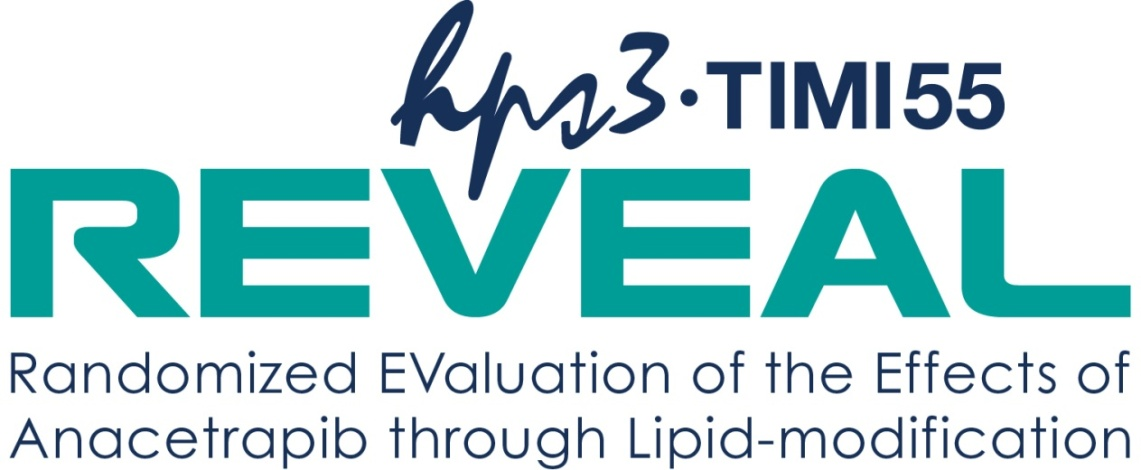 hps3·TIMI55
REVEAL
Randomized EValuation of the Effects of
Anacetrapib through Lipid-modification